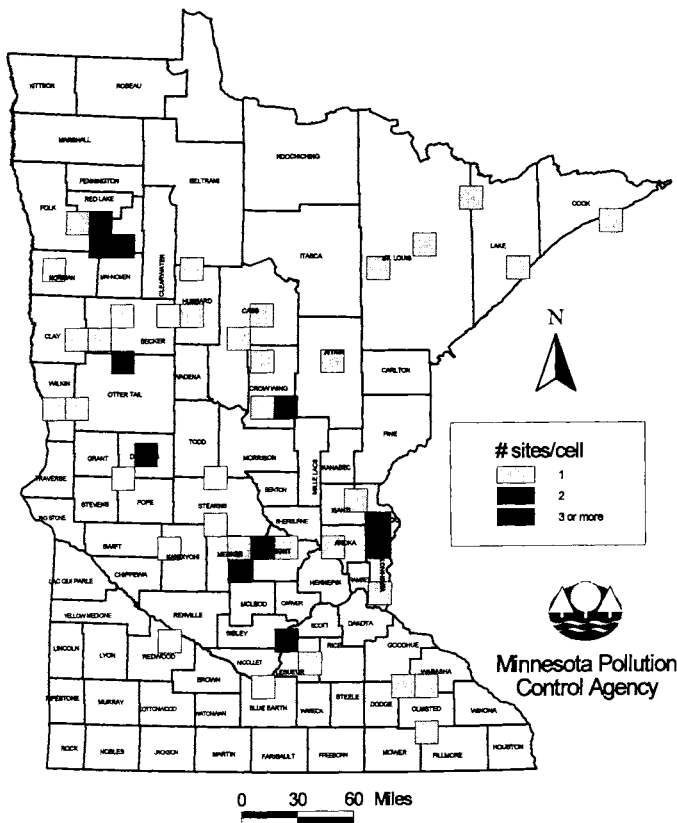 KITTSON
ROSEAU
MARSHALL
KOOCHICHING
BELTRAMI
PENNINGTON
RED LAKE
POLK
COOK
LAKE
ITASCA
ST. LOUIS
CLEARWATER
NORMAN
MAHNOMEN
HUBBARD
CASS
CLAY
BECKER
N
AITKIN
WADENA
CARLTON
WILKIN
OTTER TAIL
CROW WING
PINE
TODD
MORRISON
MILLE LACS
KANABEC
GRANT
TRAVERSE
STEVENS
POPE
STEARNS
BENTON
ISANTI
BIG STONE
SHERBURNE
SWIFT
KANDIYOHI
MEEKER
ANOKA
CHIPPEWA
LAC QUI PARLE
HENNEPIN
MCLEOD
CARVER
YELLOW MEDICINE
RENVILLE
SIBLEY
SCOTT
DAKOTA
LINCOLN
LYON
REDWOOD
NICOLLET
LESUEUR
RICE
GOODHUE
WABASHA
BROWN
PIPESTONE
MURRAY
COTTONWOOD
WATONWAN
BLUE EARTH
WASECA
STEELE
DODGE
OLMSTED
WINONA
ROCK
NOBLES
JACKSON
MARTIN
FARIBAULT
FREEBORN
MOWER
FILLMORE
HOUSTON
# sites/cell
1
2
3 or more
Minnesota Pollution
Control Agency
0 30 60 Miles